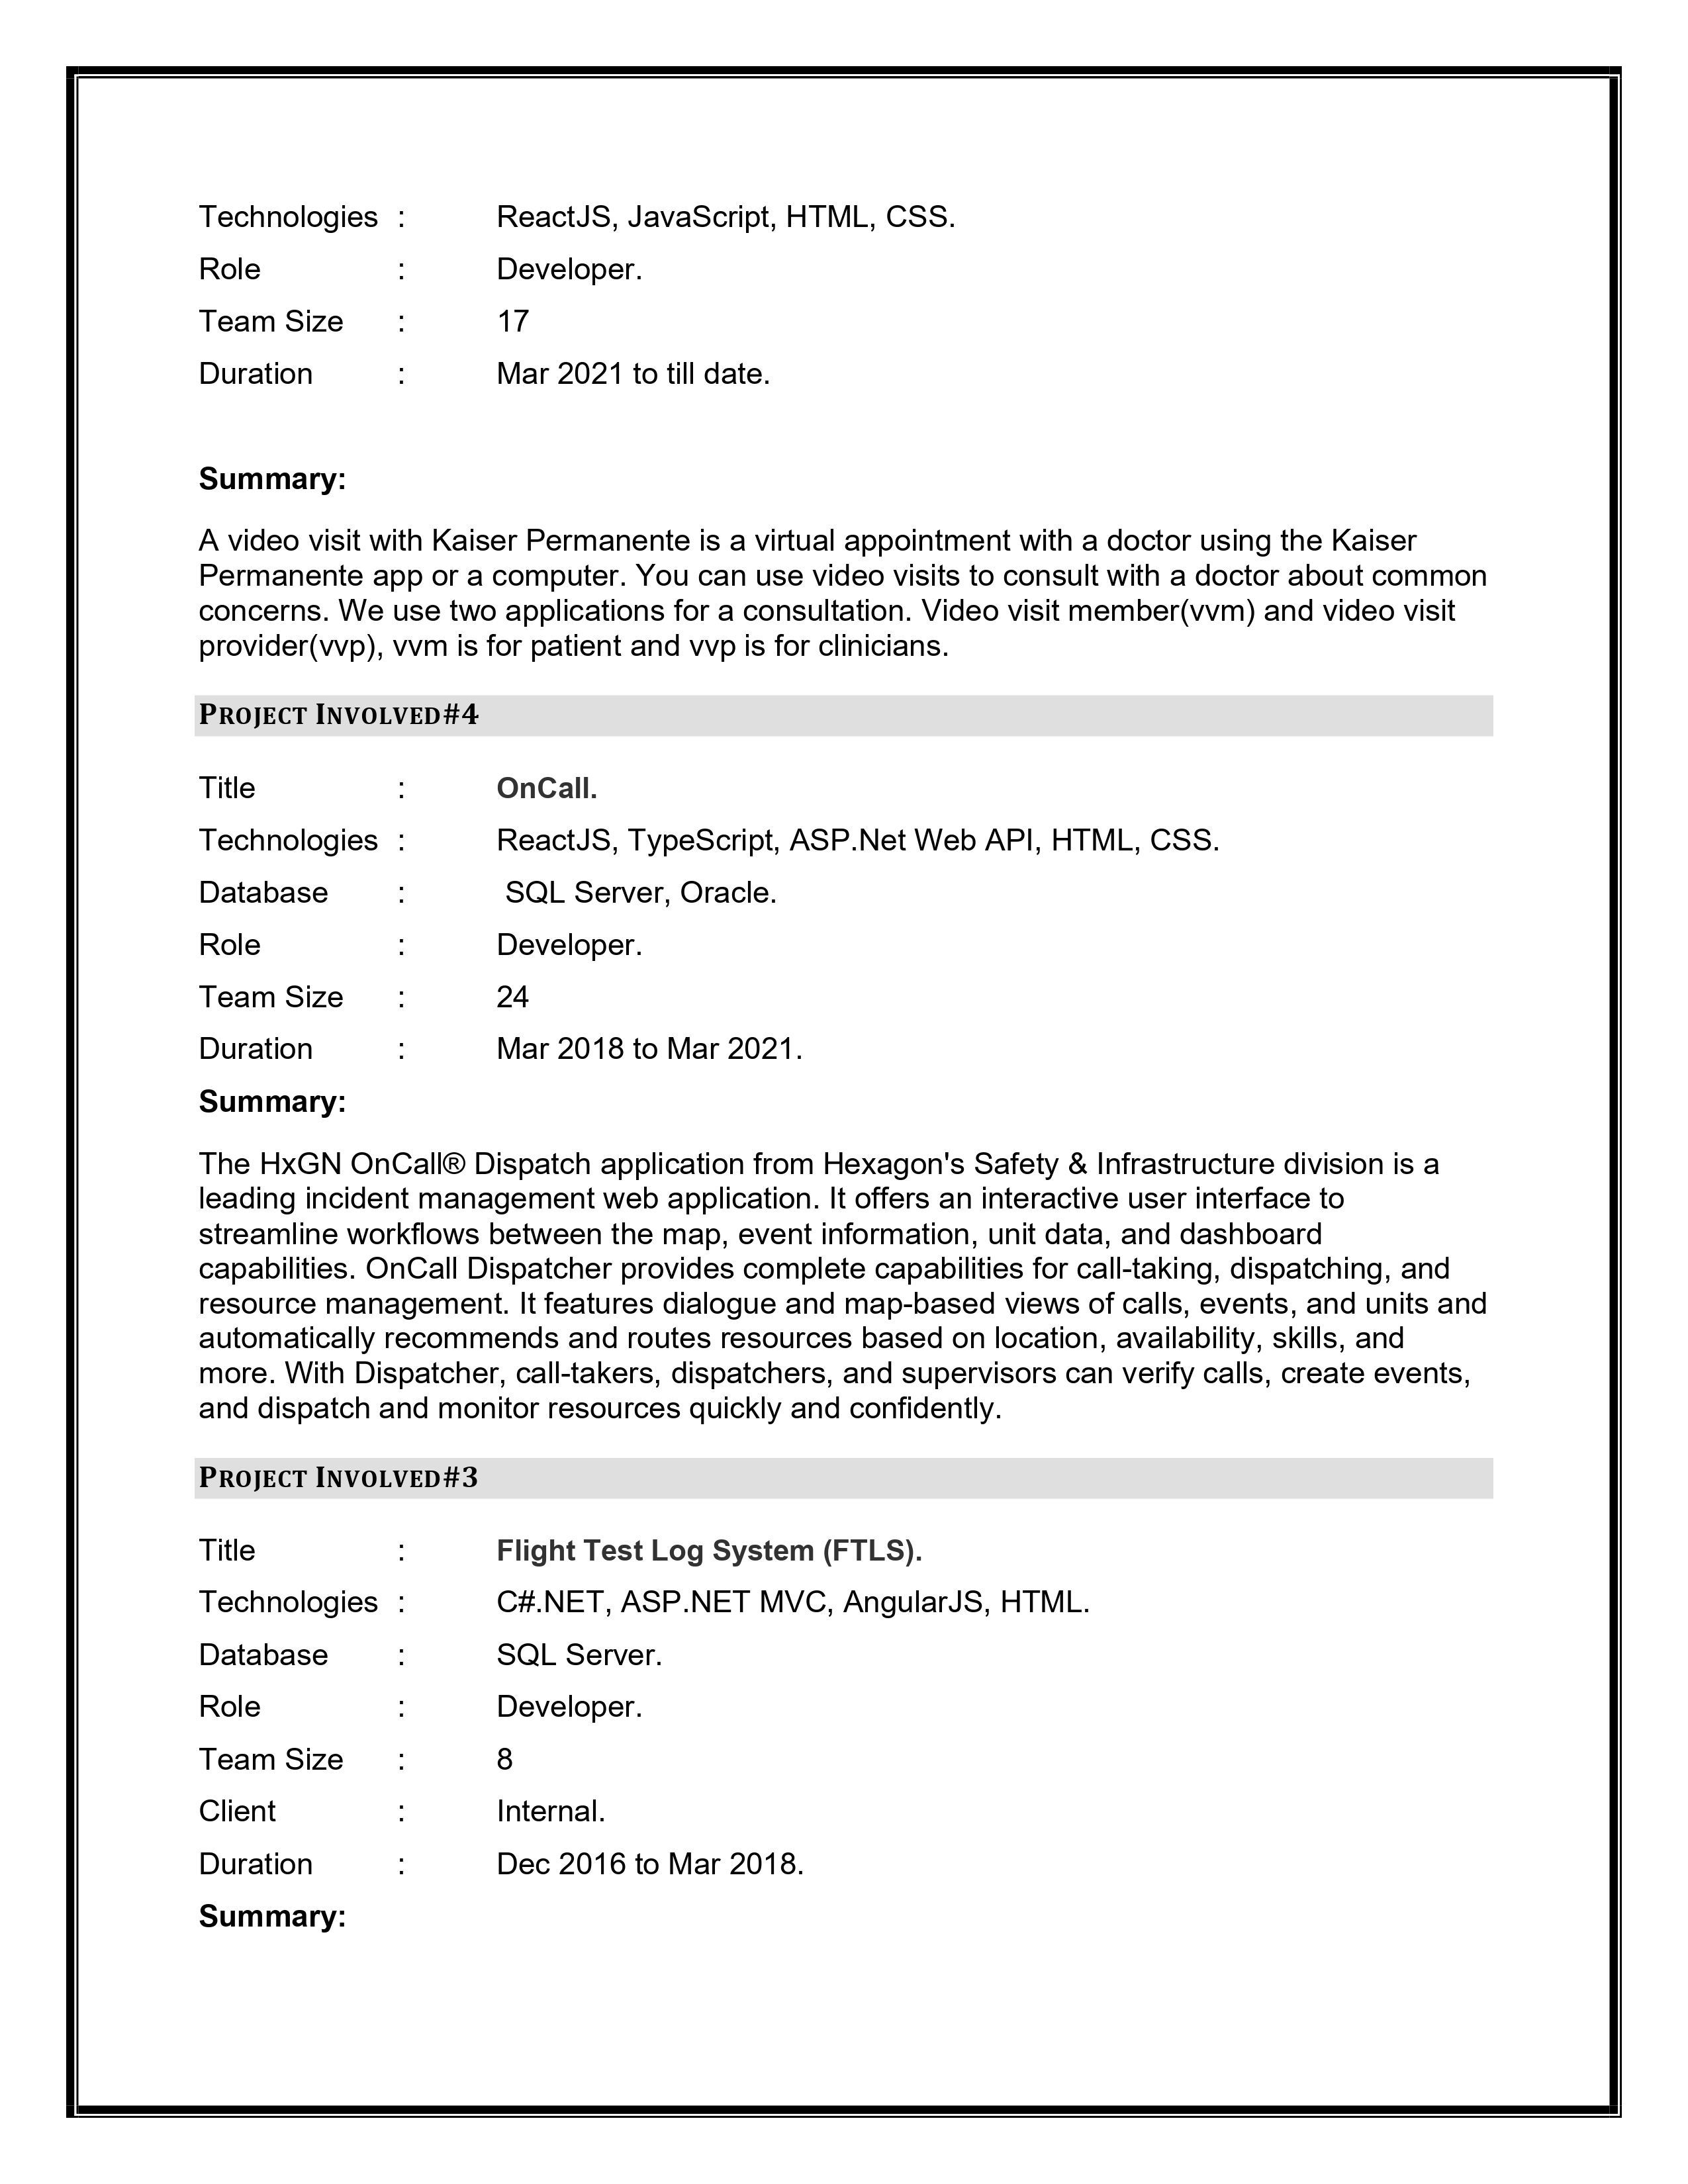 Technologies : ReactJS, JavaScript, HTML, CSS.
Role : Developer.
Team Size : 17
Duration : Mar 2021 to till date.
Summary:
A video visit with Kaiser Permanente is a virtual appointment with a doctor using the Kaiser
Permanente app or a computer. You can use video visits to consult with a doctor about common
concerns. We use two applications for a consultation. Video visit member(vvm) and video visit
provider(vvp), vvm is for patient and vvp is for clinicians.
PROJECT INVOLVED#4
Title : OnCall.
Technologies : ReactJS, TypeScript, ASP.Net Web API, HTML, CSS.
Database : SQL Server, Oracle.
Role : Developer.
Team Size : 24
Duration : Mar 2018 to Mar 2021.
Summary:
The HxGN OnCall® Dispatch application from Hexagon's Safety & Infrastructure division is a
leading incident management web application. It offers an interactive user interface to
streamline workflows between the map, event information, unit data, and dashboard
capabilities. OnCall Dispatcher provides complete capabilities for call-taking, dispatching, and
resource management. It features dialogue and map-based views of calls, events, and units and
automatically recommends and routes resources based on location, availability, skills, and
more. With Dispatcher, call-takers, dispatchers, and supervisors can verify calls, create events,
and dispatch and monitor resources quickly and confidently.
PROJECT INVOLVED#3
Title : Flight Test Log System (FTLS).
Technologies : C#.NET, ASP.NET MVC, AngularJS, HTML.
Database : SQL Server.
Role : Developer.
Team Size : 8
Client : Internal.
Duration : Dec 2016 to Mar 2018.
Summary: